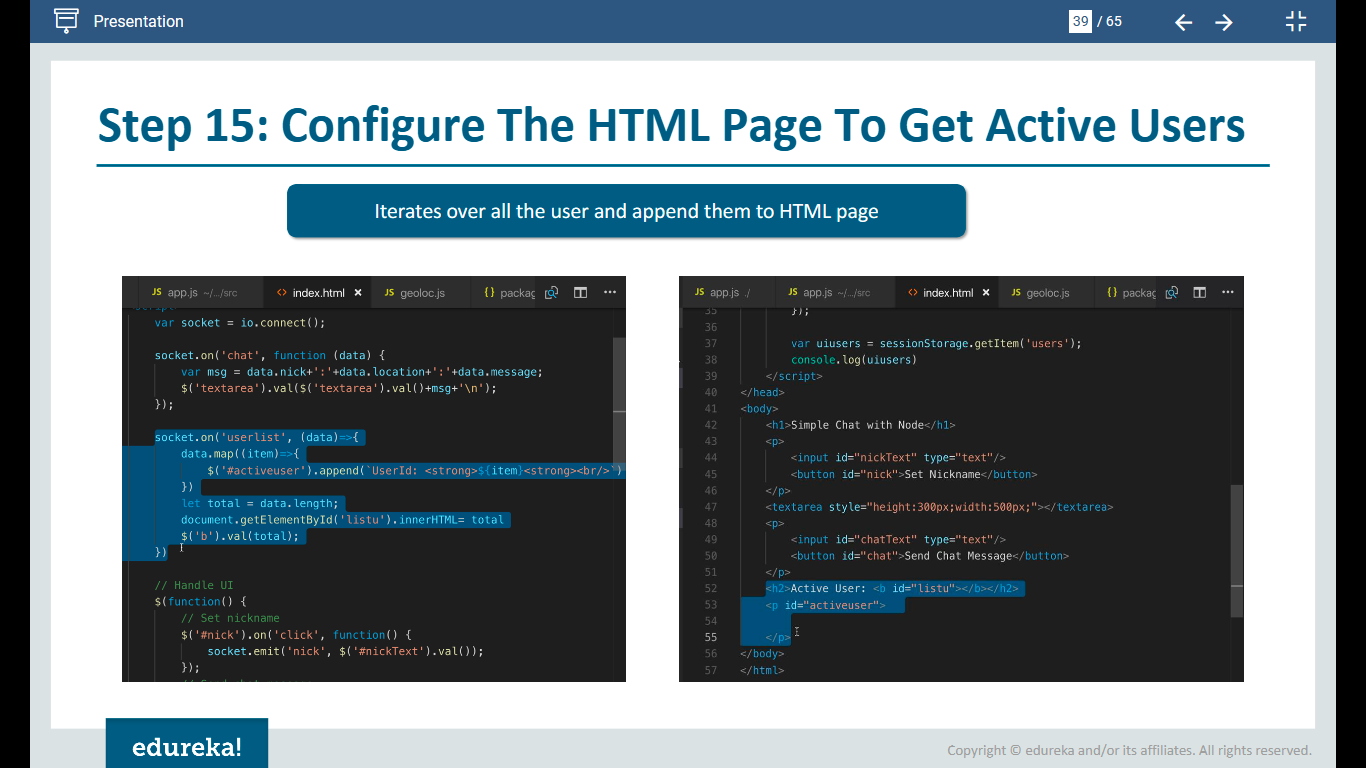 Presentation
39 / 65
Step 15: Configure The HTML Page To Get Active Users
Iterates over all the user and append them to HTML page
JS app.js ~/.../src <> index.html × JS geoloc.js {} packag ...
var socket = io.connect();
socket.on('chat', function (data) {
var msg = data.nick+':'+data.location+':'+data.message;
$('textarea').val($('textarea').val()+msg+'\n');
});
socket.on('userlist', (data)=>{
data.map((item)=>{
$('#activeuser').append(`UserId: <strong>${item}<strong><br/>`)
})
let total = data.length;
document.getElementById('listu').innerHTML= total
$('b').val(total);
})
// Handle UI
$(function() {
// Set nickname
$('#nick').on('click', function() {
socket.emit('nick', $('#nickText').val());
});
JS app.js ./ JS app.js ~/.../src <> index.html × JS geoloc.js {} packa ...
35 });
36
37 var uiusers = sessionStorage.getItem('users');
38 console.log(uiusers)
39 </script>
40 </head>
41 <body>
42 <h1>Simple Chat with Node</h1>
43 <p>
44 <input id="nickText" type="text"/>
45 <button id="nick">Set Nickname</button>
46 </p>
47 <textarea style="height:300px;width:500px;"></textarea>
48 <p>
49 <input id="chatText" type="text"/>
50 <button id="chat">Send Chat Message</button>
51 </p>
52 <h2>Active User: <b id="listu"></b></h2>
53 <p id="activeuser">
54
55 </p>
56 </body>
57 </html>
edureka!
Copyright © edureka and/or its affiliates. All rights reserved.